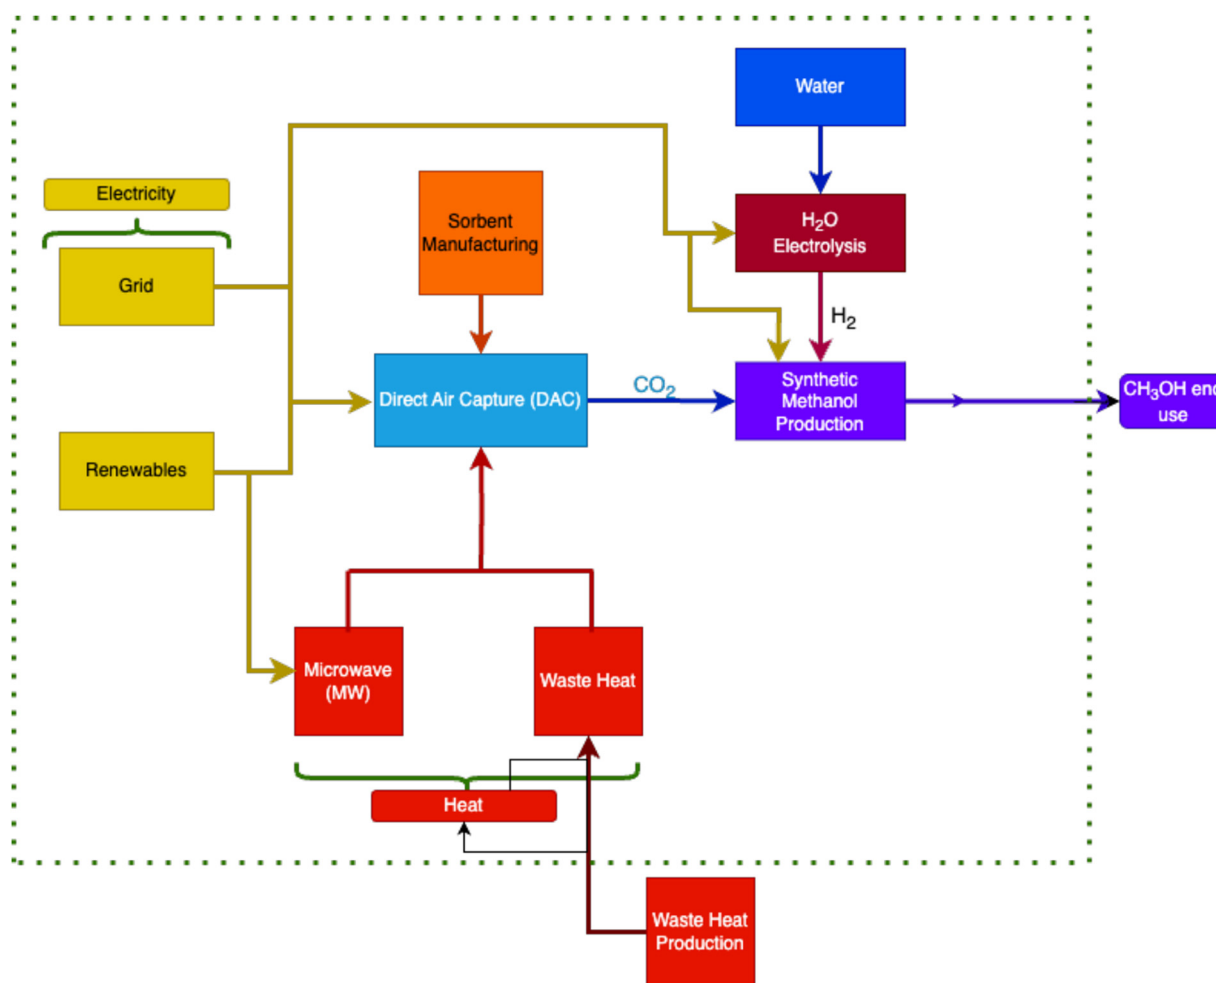 Water
Electricity
Sorbent
Manufacturing
H₂O
Electrolysis
Grid
H₂
Direct Air Capture (DAC)
CO₂
Synthetic
Methanol
Production
CH₃OH end
use
Renewables
Microwave
(MW)
Waste Heat
Heat
Waste Heat
Production